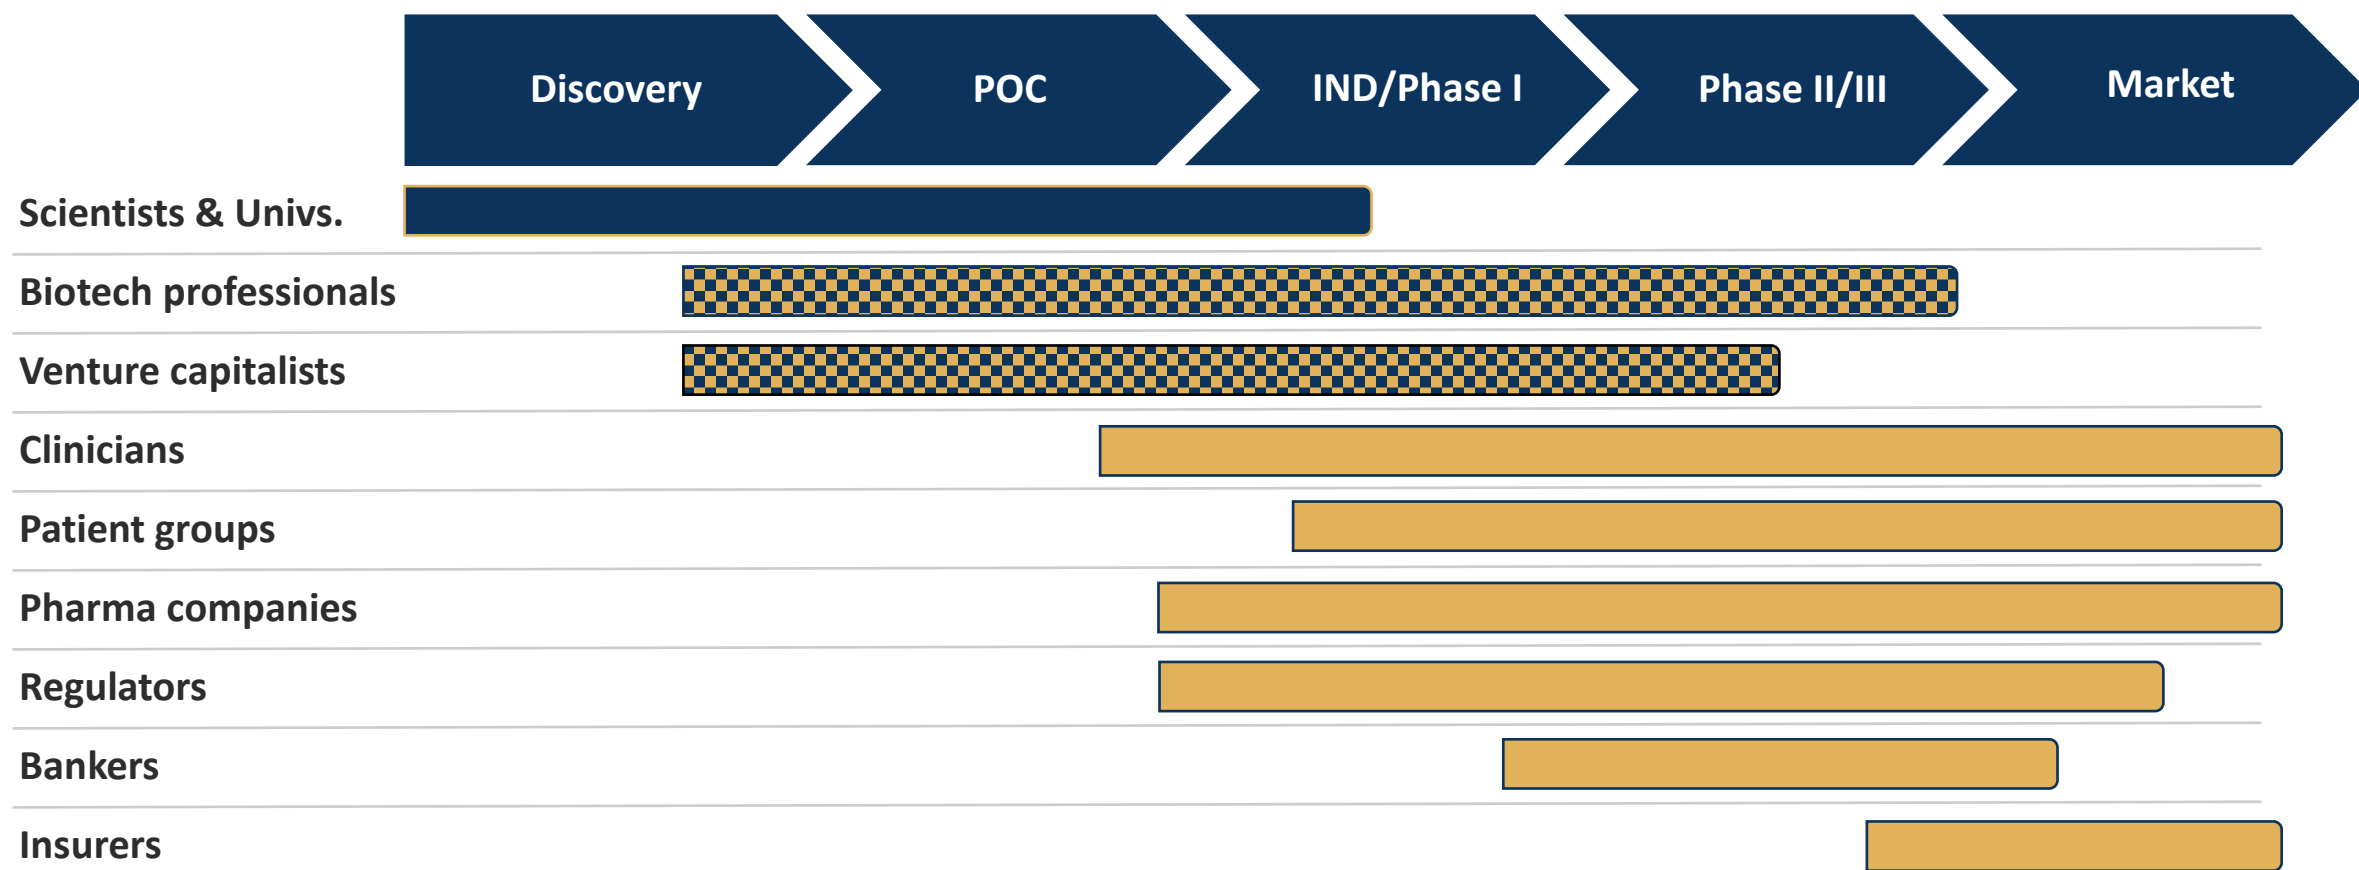 Discovery
POC
IND/Phase I
Phase II/III
Market
Scientists & Univs.
Biotech professionals
Venture capitalists
Clinicians
Patient groups
Pharma companies
Regulators
Bankers
Insurers